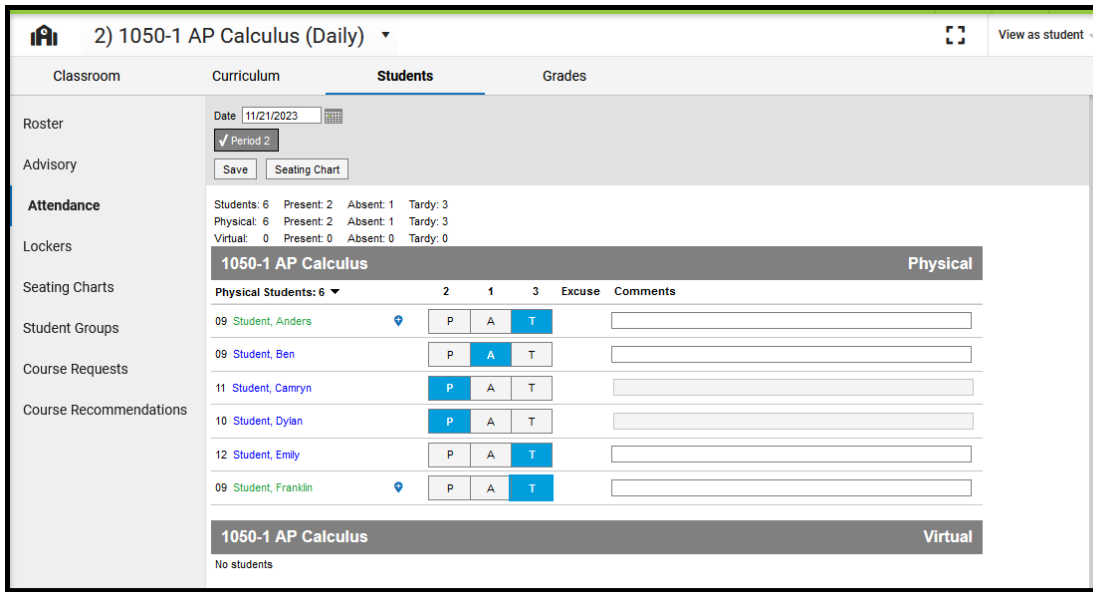 2) 1050-1 AP Calculus (Daily)
View as student
Classroom Curriculum Students Grades
Roster
Advisory
Attendance
Lockers
Seating Charts
Student Groups
Course Requests
Course Recommendations
Date 11/21/2023
Period 2
Save Seating Chart
Students: 6 Present: 2 Absent: 1 Tardy: 3
Physical: 6 Present: 2 Absent: 1 Tardy: 3
Virtual: 0 Present: 0 Absent: 0 Tardy: 0
1050-1 AP Calculus Physical
Physical Students: 6 2 1 3 Excuse Comments
09 Student, Anders P A T
09 Student, Ben P A T
11 Student, Camryn P A T
10 Student, Dylan P A T
12 Student, Emily P A T
09 Student, Franklin P A T
1050-1 AP Calculus Virtual
No students